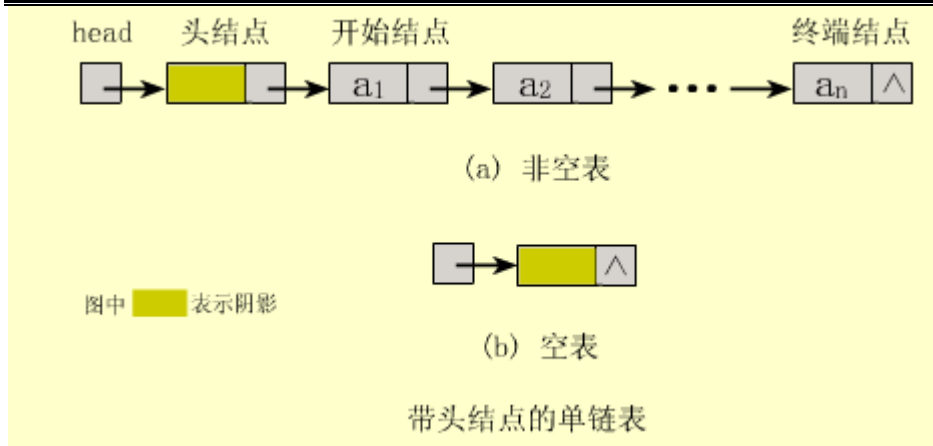 head 头结点 开始结点 终端结点
a1 a2 ··· an ∧
(a) 非空表
∧
图中 表示阴影
(b) 空表
带头结点的单链表